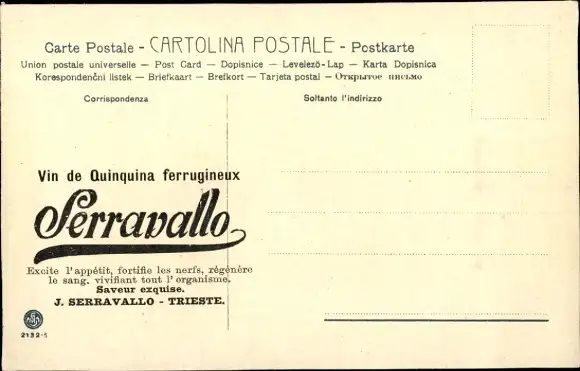 Carte Postale - CARTOLINA POSTALE - Postkarte
Union postale universelle — Post Card — Dopisnice — Levelező-Lap — Karta Dopisnica
Korespondenční listek — Briefkaart — Brefkort — Tarjeta postal — Открытое письмо
Corrispondenza
Soltanto l'indirizzo
Vin de Quinquina ferrugineux
Serravallo
Excite l'appétit, fortifie les nerfs, régénère
le sang, vivifiant tout l'organisme.
Saveur exquise.
J. SERRAVALLO - TRIESTE.
2132-5